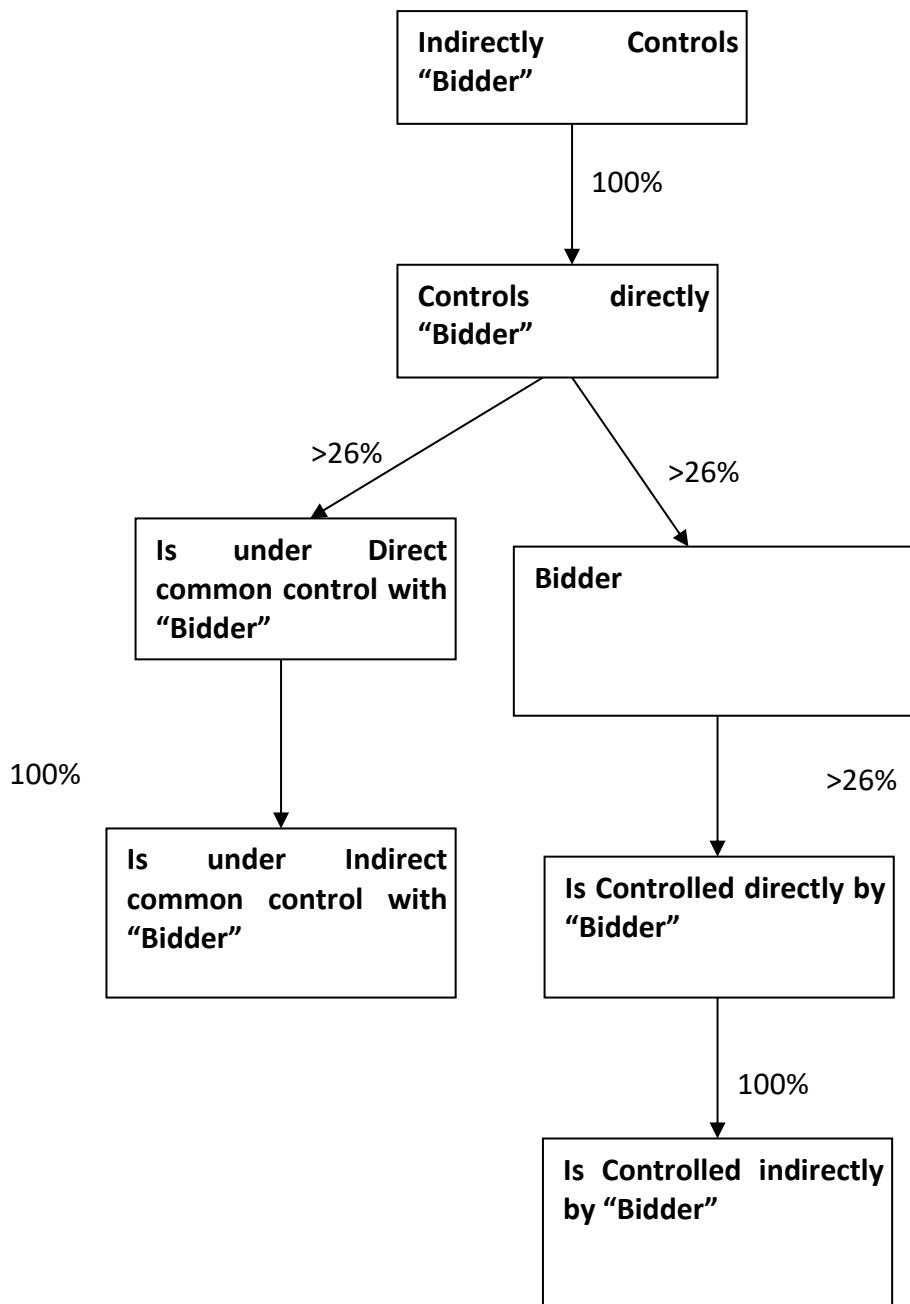 Indirectly Controls
“Bidder”
100%
Controls directly
“Bidder”
>26%
>26%
Is under Direct
common control with
“Bidder”
Bidder
100%
>26%
Is under Indirect
common control with
“Bidder”
Is Controlled directly by
“Bidder”
100%
Is Controlled indirectly
by “Bidder”